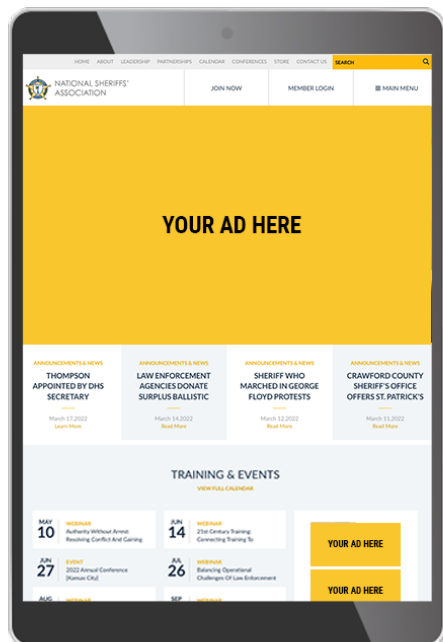 HOME ABOUT LEADERSHIP PARTNERSHIPS CALENDAR CONFERENCES STORE CONTACT US SEARCH
NATIONAL SHERIFFS'
ASSOCIATION
JOIN NOW
MEMBER LOGIN
MAIN MENU
YOUR AD HERE
ANNOUNCEMENTS & NEWS
THOMPSON
APPOINTED BY DHS
SECRETARY
March 17,2022
Learn More
ANNOUNCEMENTS & NEWS
LAW ENFORCEMENT
AGENCIES DONATE
SURPLUS BALLISTIC
March 14,2022
Read More
ANNOUNCEMENTS & NEWS
SHERIFF WHO
MARCHED IN GEORGE
FLOYD PROTESTS
March 12,2022
Read More
ANNOUNCEMENTS & NEWS
CRAWFORD COUNTY
SHERIFF'S OFFICE
OFFERS ST. PATRICK'S
March 11,2022
Read More
TRAINING & EVENTS
VIEW FULL CALENDAR
MAY
10
WEBINAR
Authority Without Arrest
Resolving Conflict And Gaining
JUN
14
WEBINAR
21st Century Training:
Connecting Training To
JUN
27
EVENT
2022 Annual Conference
[Kansas City]
JUL
26
WEBINAR
Balancing Operational
Challenges Of Law Enforcement
AUG
WEBINAR
SEP
WEBINAR
YOUR AD HERE
YOUR AD HERE